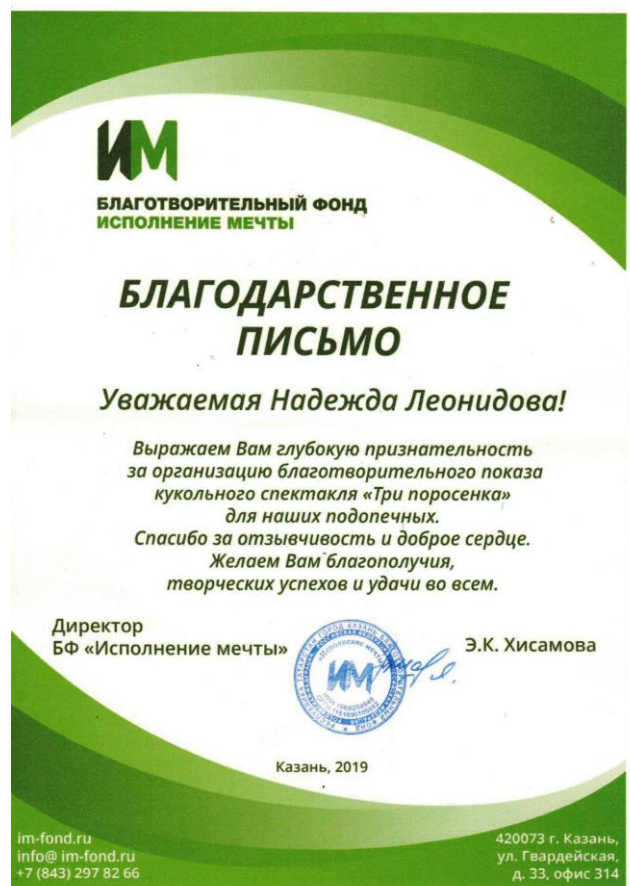 ИМ
БЛАГОТВОРИТЕЛЬНЫЙ ФОНД
ИСПОЛНЕНИЕ МЕЧТЫ
БЛАГОДАРСТВЕННОЕ
ПИСЬМО
Уважаемая Надежда Леонидова!
Выражаем Вам глубокую признательность
за организацию благотворительного показа
кукольного спектакля «Три поросенка»
для наших подопечных.
Спасибо за отзывчивость и доброе сердце.
Желаем Вам благополучия,
творческих успехов и удачи во всем.
Директор
БФ «Исполнение мечты»
«Исполнение мечты»
ИМ
Э.К. Хисамова
Казань, 2019
im-fond.ru
info@ im-fond.ru
+7 (843) 297 82 66
420073 г. Казань,
ул. Гвардейская,
д. 33, офис 314